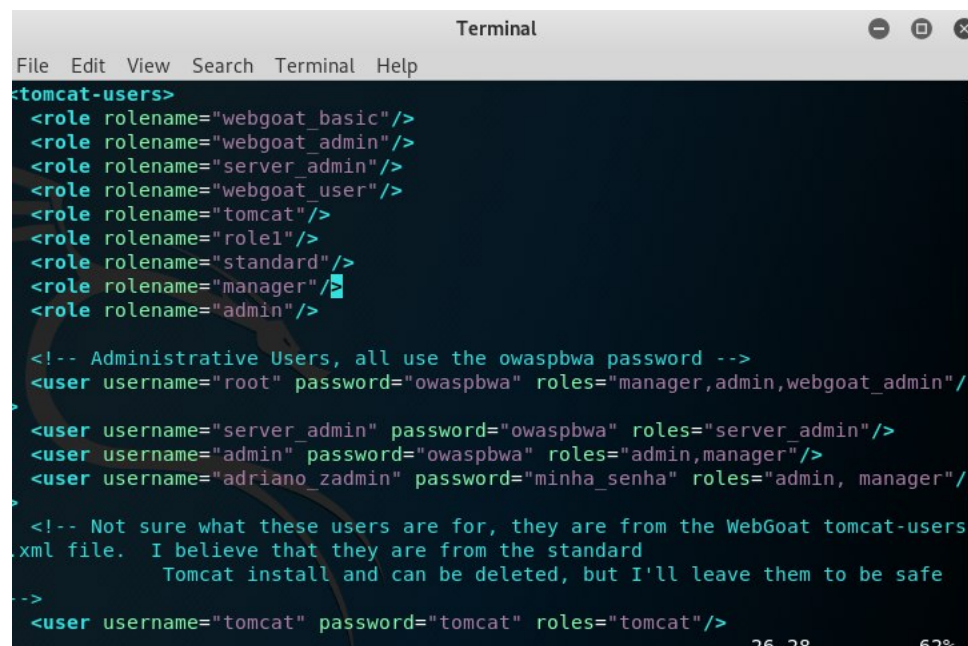 Terminal
File Edit View Search Terminal Help
<tomcat-users>
<role rolename="webgoat_basic"/>
<role rolename="webgoat_admin"/>
<role rolename="server_admin"/>
<role rolename="webgoat_user"/>
<role rolename="tomcat"/>
<role rolename="role1"/>
<role rolename="standard"/>
<role rolename="manager"/>
<role rolename="admin"/>
<!-- Administrative Users, all use the owaspbwa password -->
<user username="root" password="owaspbwa" roles="manager,admin,webgoat_admin"/
>
<user username="server_admin" password="owaspbwa" roles="server_admin"/>
<user username="admin" password="owaspbwa" roles="admin,manager"/>
<user username="adriano_zadmin" password="minha_senha" roles="admin, manager"/
>
<!-- Not sure what these users are for, they are from the WebGoat tomcat-users
.xml file. I believe that they are from the standard
Tomcat install and can be deleted, but I'll leave them to be safe
-->
<user username="tomcat" password="tomcat" roles="tomcat"/>
26,28 62%